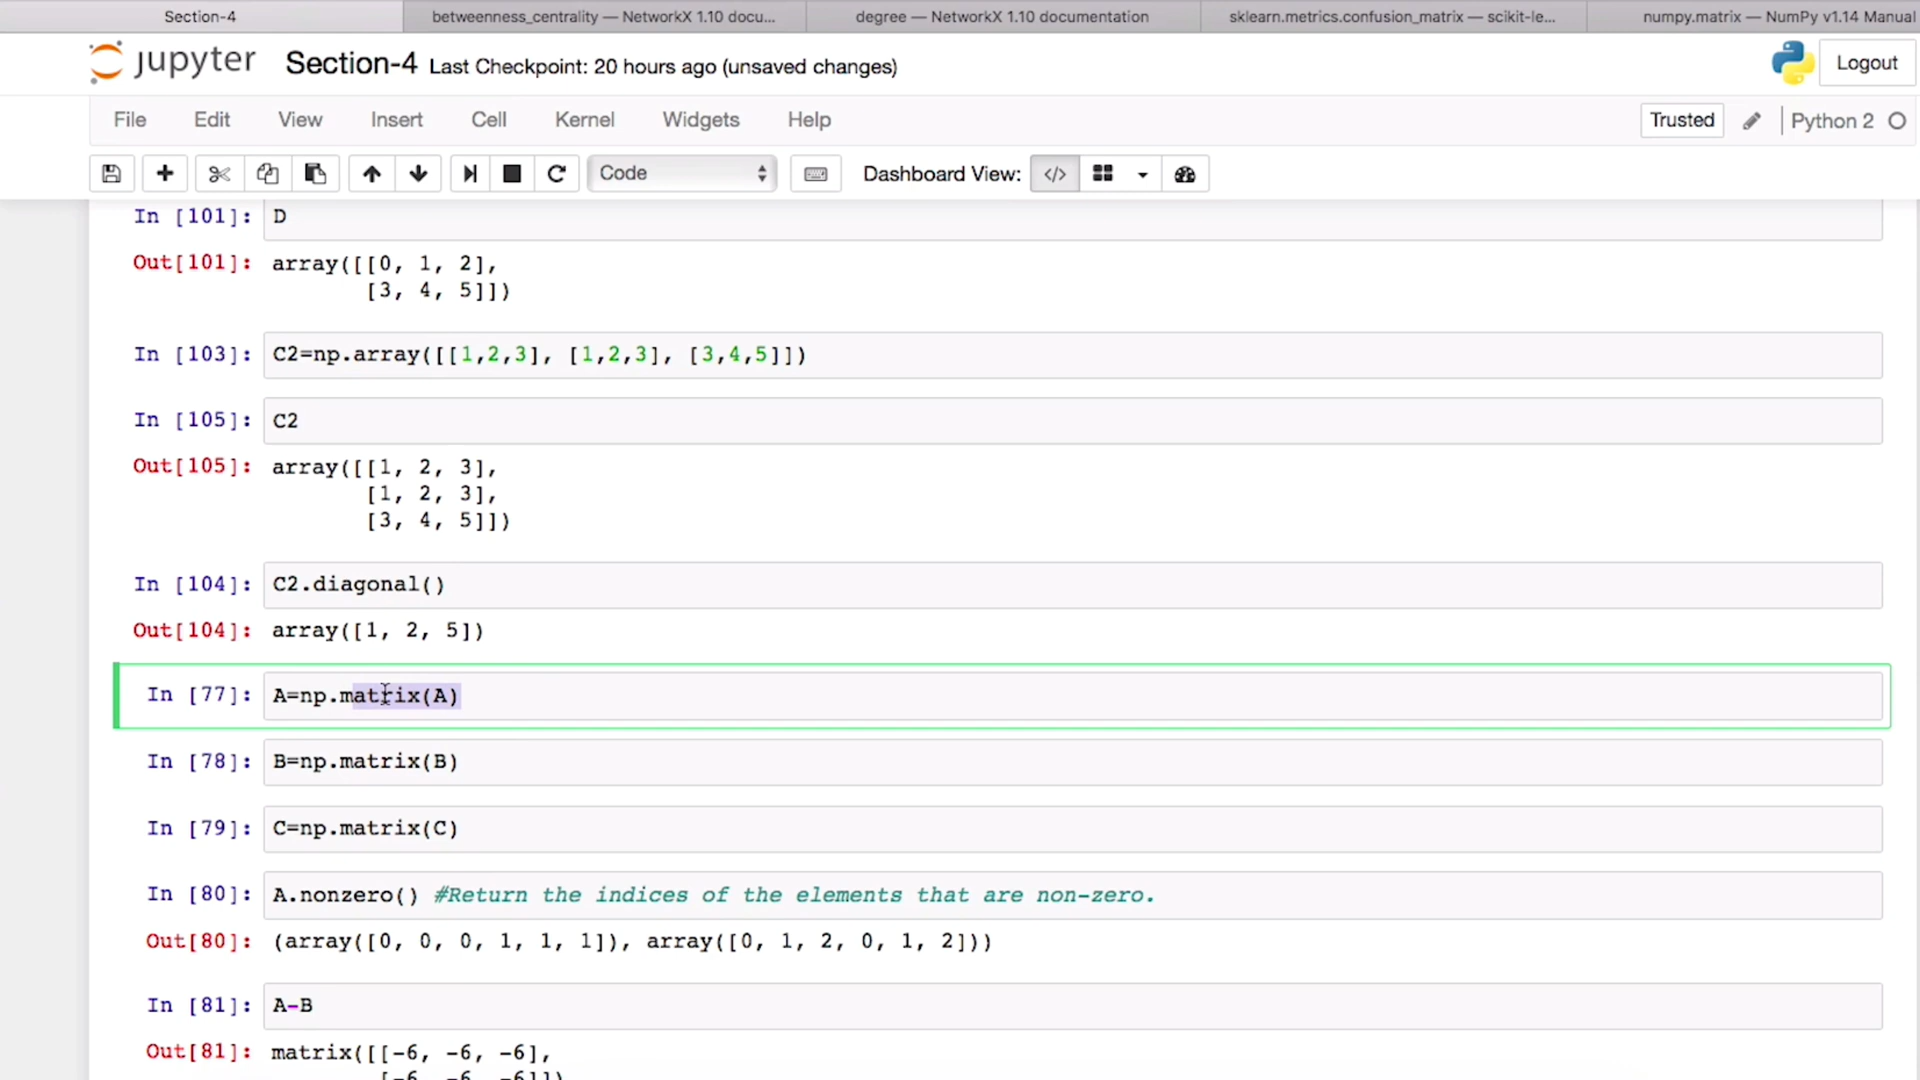 Section-4
betweenness_centrality — NetworkX 1.10 docu...
degree — NetworkX 1.10 documentation
sklearn.metrics.confusion_matrix — scikit-le...
numpy.matrix — NumPy v1.14 Manual
jupyter Section-4 Last Checkpoint: 20 hours ago (unsaved changes)
Logout
File Edit View Insert Cell Kernel Widgets Help
Trusted
Python 2
Code
Dashboard View:
In [101]: D
Out[101]: array([[0, 1, 2],
[3, 4, 5]])
In [103]: C2=np.array([[1,2,3], [1,2,3], [3,4,5]])
In [105]: C2
Out[105]: array([[1, 2, 3],
[1, 2, 3],
[3, 4, 5]])
In [104]: C2.diagonal()
Out[104]: array([1, 2, 5])
In [77]: A=np.matrix(A)
In [78]: B=np.matrix(B)
In [79]: C=np.matrix(C)
In [80]: A.nonzero() #Return the indices of the elements that are non-zero.
Out[80]: (array([0, 0, 0, 1, 1, 1]), array([0, 1, 2, 0, 1, 2]))
In [81]: A-B
Out[81]: matrix([[-6, -6, -6],
[-6, -6, -6]])